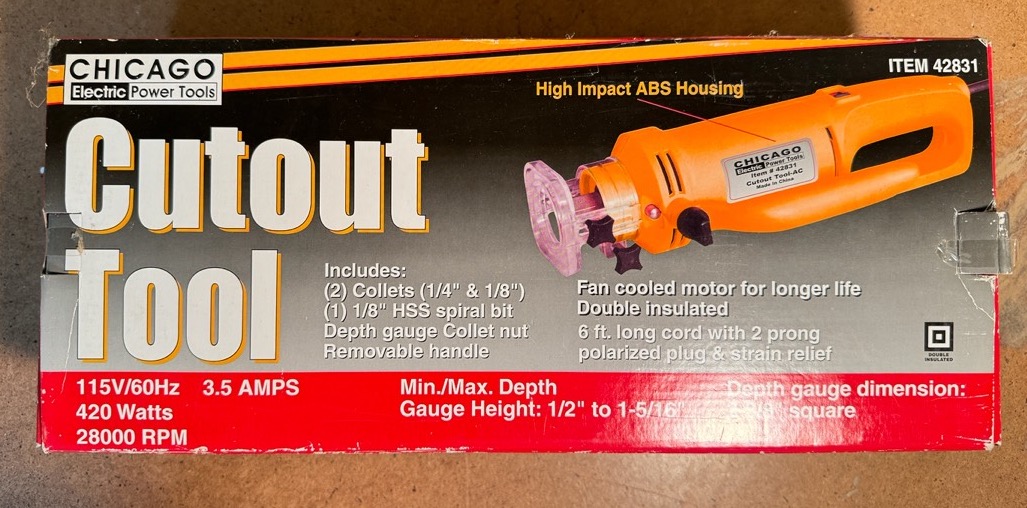 CHICAGO
Electric Power Tools
ITEM 42831
High Impact ABS Housing
Cutout
Tool
CHICAGO
Electric Power Tools
Item # 42831
Cutout Tool-AC
Made in China
Includes:
(2) Collets (1/4" & 1/8")
(1) 1/8" HSS spiral bit
Depth gauge Collet nut
Removable handle
Fan cooled motor for longer life
Double insulated
6 ft. long cord with 2 prong
polarized plug & strain relief
DOUBLE
INSULATED
115V/60Hz 3.5 AMPS
420 Watts
28000 RPM
Min./Max. Depth
Gauge Height: 1/2" to 1-5/16"
Depth gauge dimension:
square